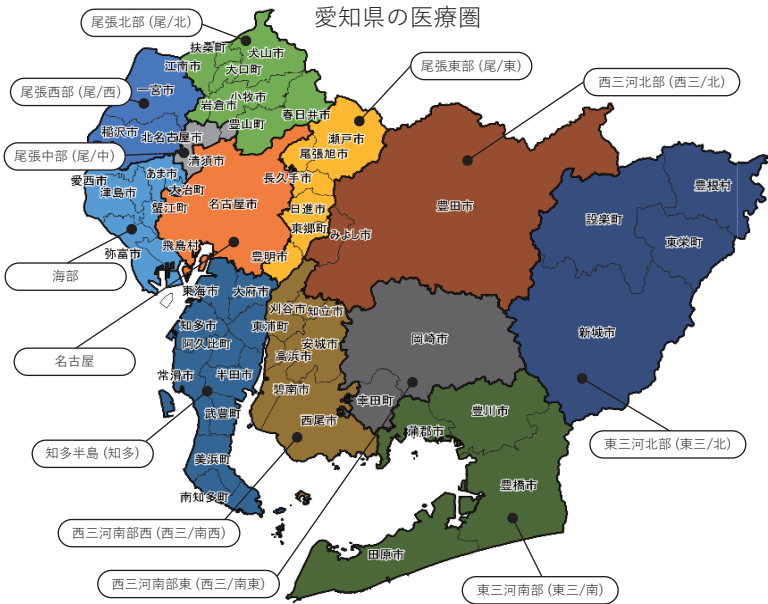 愛知県の医療圏
尾張北部 (尾/北)
扶桑町
犬山市
江南市
大口町
尾張東部 (尾/東)
西三河北部 (西三/北)
尾張西部 (尾/西)
一宮市
小牧市
岩倉市
春日井市
稲沢市
北名古屋市
豊山町
瀬戸市
尾張中部 (尾/中)
清須市
尾張旭市
愛西市
あま市
長久手市
津島市
大治町
豊根村
蟹江町
名古屋市
日進市
豊田市
設楽町
東郷町
みよし市
東栄町
弥富市
飛島村
豊明市
海部
東海市
大府市
刈谷市
知立市
知多市
東浦町
新城市
阿久比町
安城市
岡崎市
高浜市
名古屋
常滑市
半田市
碧南市
幸田町
武豊町
西尾市
蒲郡市
豊川市
東三河北部 (東三/北)
知多半島 (知多)
美浜町
南知多町
豊橋市
西三河南部西 (西三/南西)
田原市
西三河南部東 (西三/南東)
東三河南部 (東三/南)